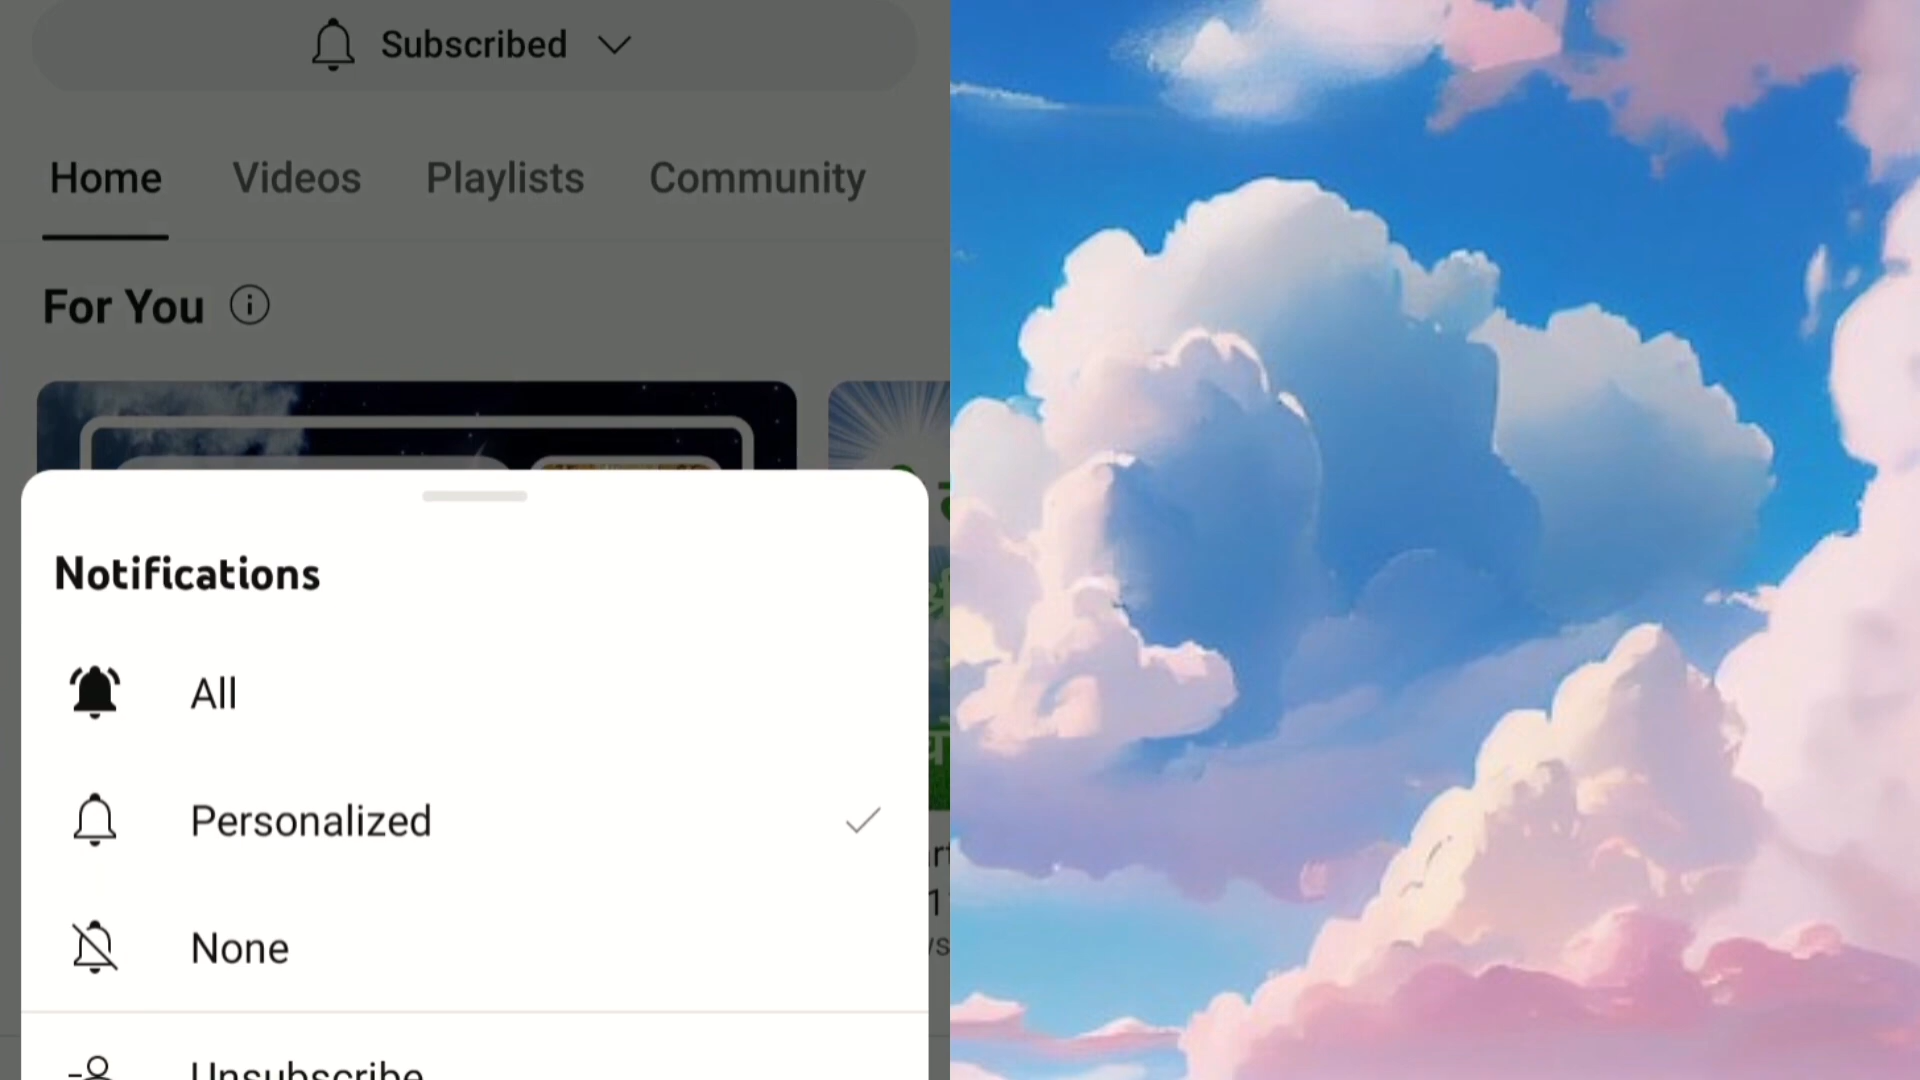 Subscribed
Home Videos Playlists Community
For You
Notifications
All
Personalized
None
Unsubscribe